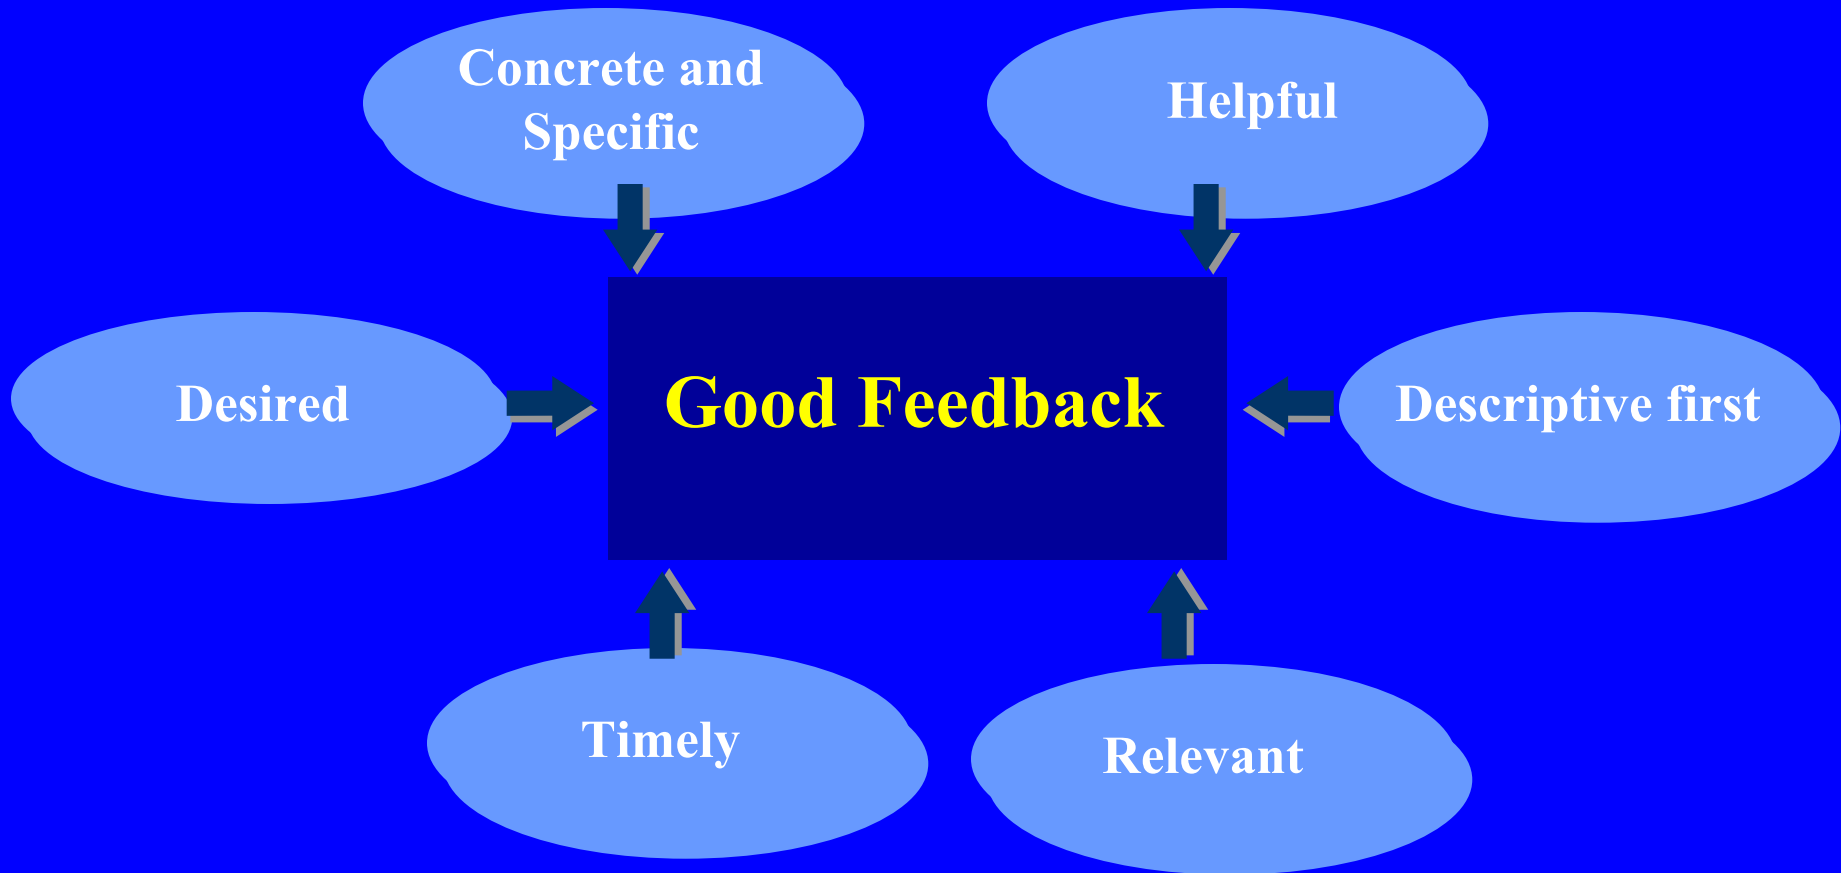 Concrete and
Specific
Helpful
Desired
Good Feedback
Descriptive first
Timely
Relevant